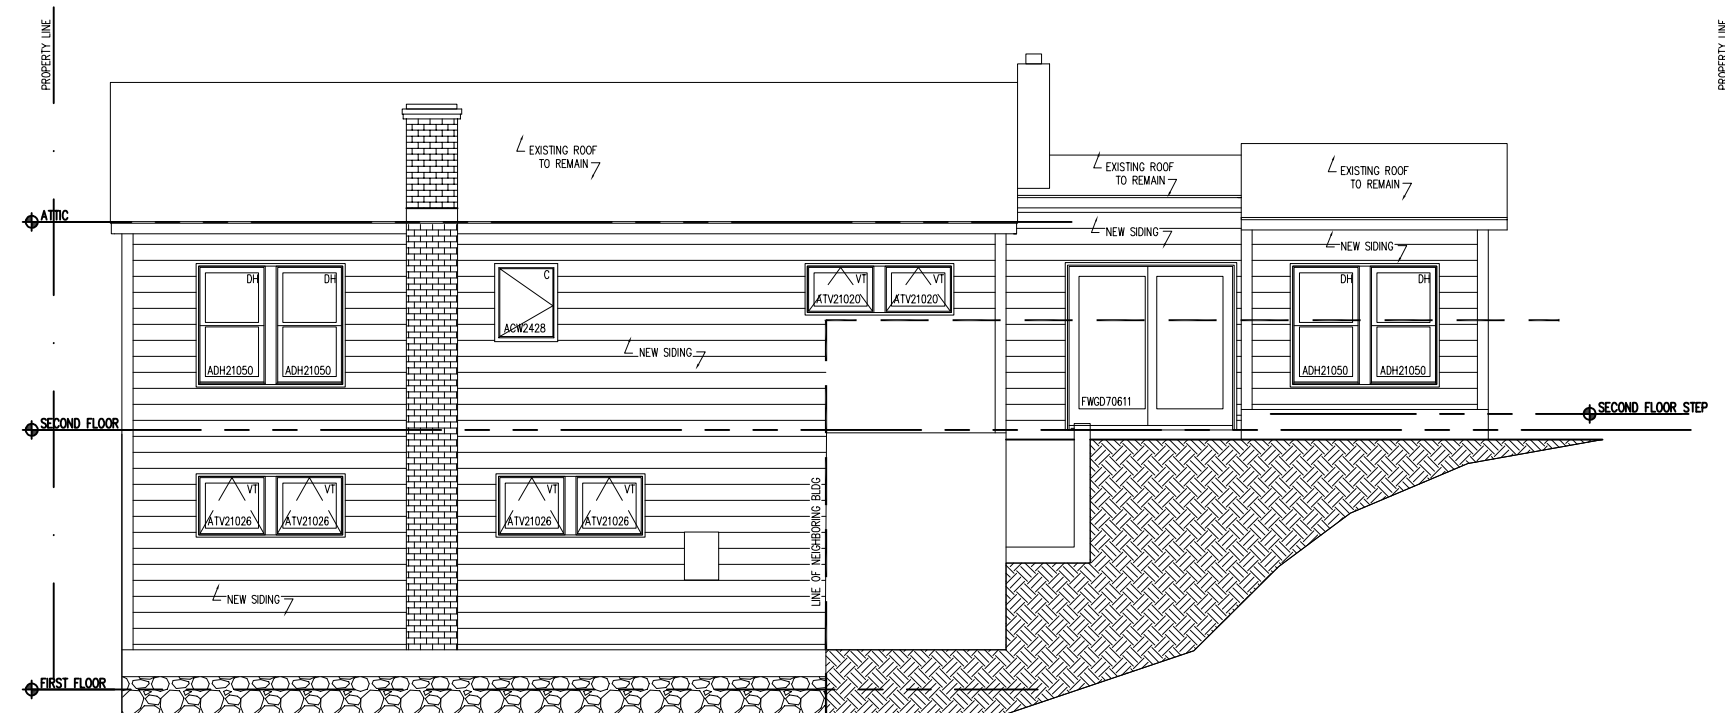 PROPERTY LINE
PROPERTY LINE
EXISTING ROOF
TO REMAIN
EXISTING ROOF
TO REMAIN
EXISTING ROOF
TO REMAIN
ATTIC
NEW SIDING
NEW SIDING
DH
DH
C
VT
VT
DH
DH
ATV21020
ATV21020
ACW2428
NEW SIDING
ADH21050
ADH21050
ADH21050
ADH21050
FWGD70611
SECOND FLOOR STEP
SECOND FLOOR
VT
VT
VT
VT
ATV21026
ATV21026
ATV21026
ATV21026
LINE OF NEIGHBORING BLDG
NEW SIDING
FIRST FLOOR